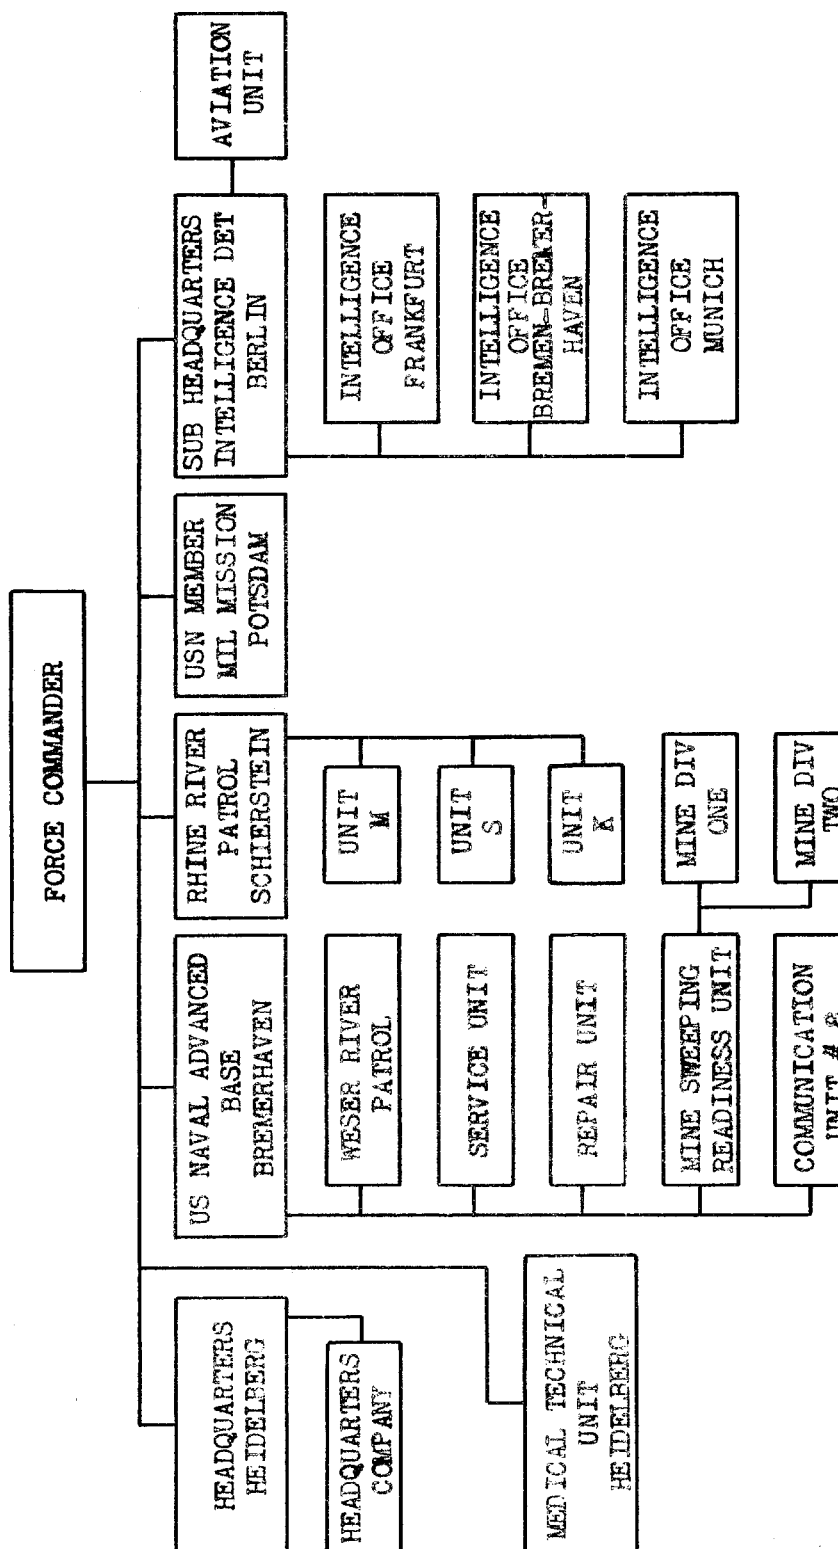 FORCE COMMANDER
HEADQUARTERS
HEIDELBERG
HEADQUARTERS
COMPANY
MEDICAL TECHNICAL
UNIT
HEIDELBERG
US NAVAL ADVANCED
BASE
BREMERHAVEN
WESER RIVER
PATROL
SERVICE UNIT
REPAIR UNIT
MINE SWEEPING
READINESS UNIT
COMMUNICATION
UNIT #
MINE DIV
ONE
MINE DIV
TWO
RHINE RIVER
PATROL
SCHIERSTEIN
UNIT
M
UNIT
S
UNIT
K
USN MEMBER
MIL MISSION
POTSDAM
SUB HEADQUARTERS
INTELLIGENCE DET
BERLIN
INTELLIGENCE
OFFICE
FRANKFURT
INTELLIGENCE
OFFICE
BREMEN-BREMER-
HAVEN
INTELLIGENCE
OFFICE
MUNICH
AVIATION
UNIT